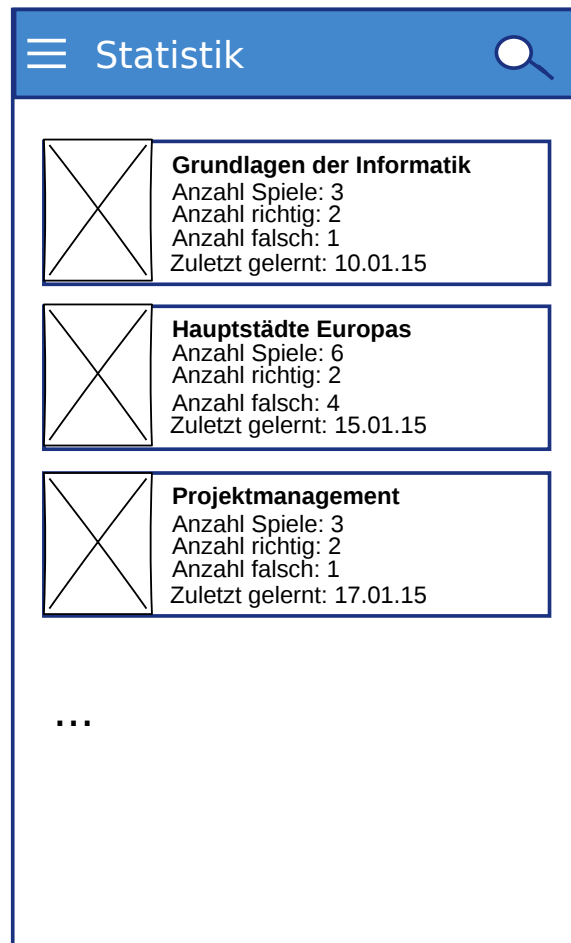 Statistik
Grundlagen der Informatik
Anzahl Spiele: 3
Anzahl richtig: 2
Anzahl falsch: 1
Zuletzt gelernt: 10.01.15
Hauptstädte Europas
Anzahl Spiele: 6
Anzahl richtig: 2
Anzahl falsch: 4
Zuletzt gelernt: 15.01.15
Projektmanagement
Anzahl Spiele: 3
Anzahl richtig: 2
Anzahl falsch: 1
Zuletzt gelernt: 17.01.15
...